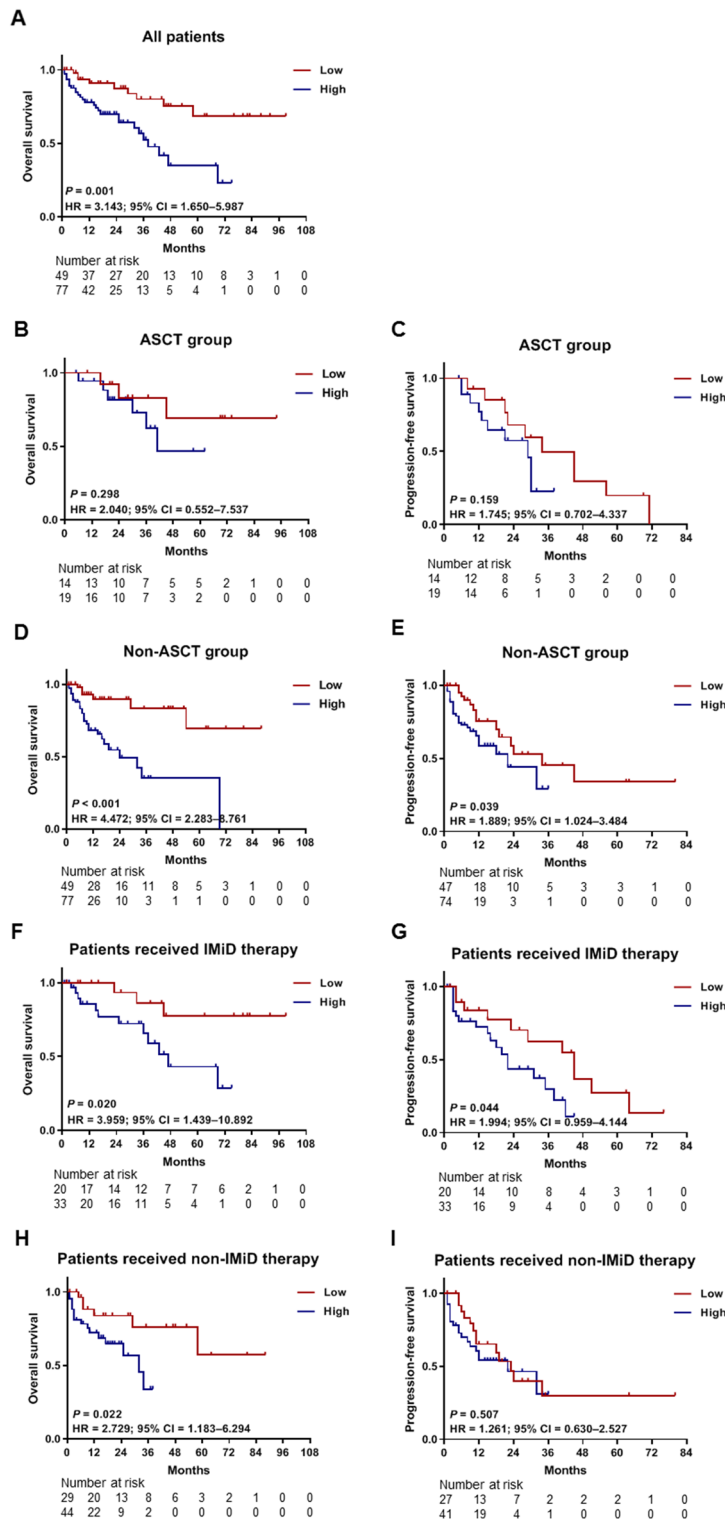 A
All patients
Low
High
Overall survival
1.0
0.5
0.0
P = 0.001
HR = 3.143; 95% CI = 1.650–5.987
0 12 24 36 48 60 72 84 96 108
Months
Number at risk
49 37 27 20 13 10 8 3 1 0
77 42 25 13 5 4 1 0 0 0
B
ASCT group
Low
High
Overall survival
1.0
0.5
0.0
P = 0.298
HR = 2.040; 95% CI = 0.552–7.537
0 12 24 36 48 60 72 84 96 108
Months
Number at risk
14 13 10 7 5 5 2 1 0 0
19 16 10 7 3 2 0 0 0 0
C
ASCT group
Low
High
Progression-free survival
1.0
0.5
0.0
P = 0.159
HR = 1.745; 95% CI = 0.702–4.337
0 12 24 36 48 60 72 84
Months
Number at risk
14 12 8 5 3 2 0 0
19 14 6 1 0 0 0 0
D
Non-ASCT group
Low
High
Overall survival
1.0
0.5
0.0
P < 0.001
HR = 4.472; 95% CI = 2.283–8.761
0 12 24 36 48 60 72 84 96 108
Months
Number at risk
49 28 16 11 8 5 3 1 0 0
77 26 10 3 1 1 0 0 0 0
E
Non-ASCT group
Low
High
Progression-free survival
1.0
0.5
0.0
P = 0.039
HR = 1.889; 95% CI = 1.024–3.484
0 12 24 36 48 60 72 84
Months
Number at risk
47 18 10 5 3 3 1 0
74 19 3 1 0 0 0 0
F
Patients received IMiD therapy
Low
High
Overall survival
1.0
0.5
0.0
P = 0.020
HR = 3.959; 95% CI = 1.439–10.892
0 12 24 36 48 60 72 84 96 108
Months
Number at risk
20 17 14 12 7 7 6 2 1 0
33 20 16 11 5 4 1 0 0 0
G
Patients received IMiD therapy
Low
High
Progression-free survival
1.0
0.5
0.0
P = 0.044
HR = 1.994; 95% CI = 0.959–4.144
0 12 24 36 48 60 72 84
Months
Number at risk
20 14 10 8 4 3 1 0
33 16 9 4 0 0 0 0
H
Patients received non-IMiD therapy
Low
High
Overall survival
1.0
0.5
0.0
P = 0.022
HR = 2.729; 95% CI = 1.183–6.294
0 12 24 36 48 60 72 84 96 108
Months
Number at risk
29 20 13 8 6 3 2 1 0 0
44 22 9 2 0 0 0 0 0 0
I
Patients received non-IMiD therapy
Low
High
Progression-free survival
1.0
0.5
0.0
P = 0.507
HR = 1.261; 95% CI = 0.630–2.527
0 12 24 36 48 60 72 84
Months
Number at risk
27 13 7 2 2 2 1 0
41 19 4 1 0 0 0 0